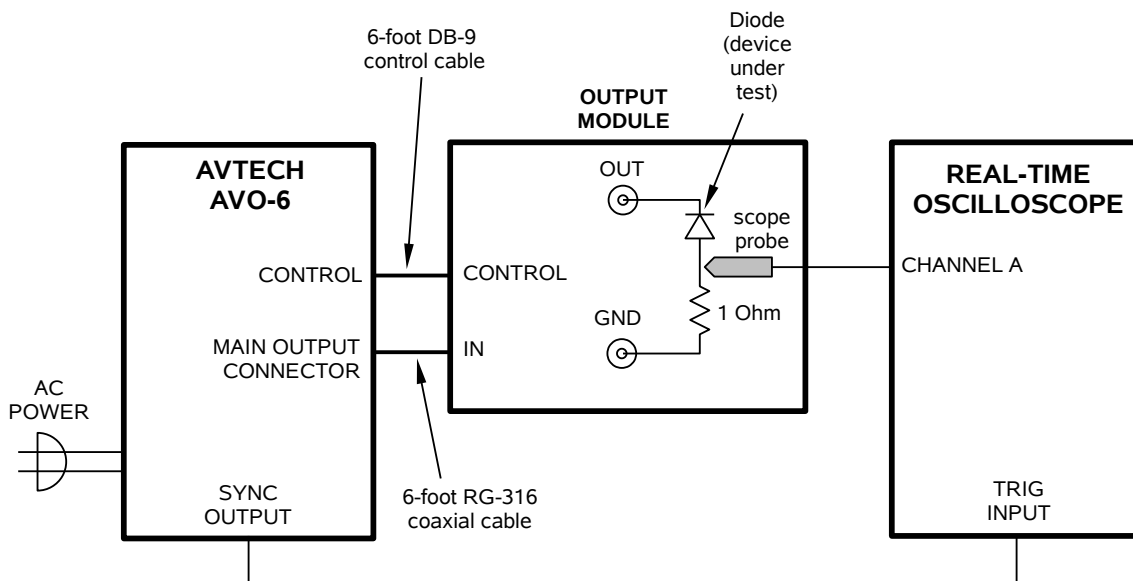 6-foot DB-9
control cable
Diode
(device
under
test)
OUTPUT
MODULE
AVTECH
AVO-6
CONTROL
MAIN OUTPUT
CONNECTOR
SYNC
OUTPUT
AC
POWER
6-foot RG-316
coaxial cable
CONTROL
IN
OUT
GND
1 Ohm
scope
probe
REAL-TIME
OSCILLOSCOPE
CHANNEL A
TRIG
INPUT